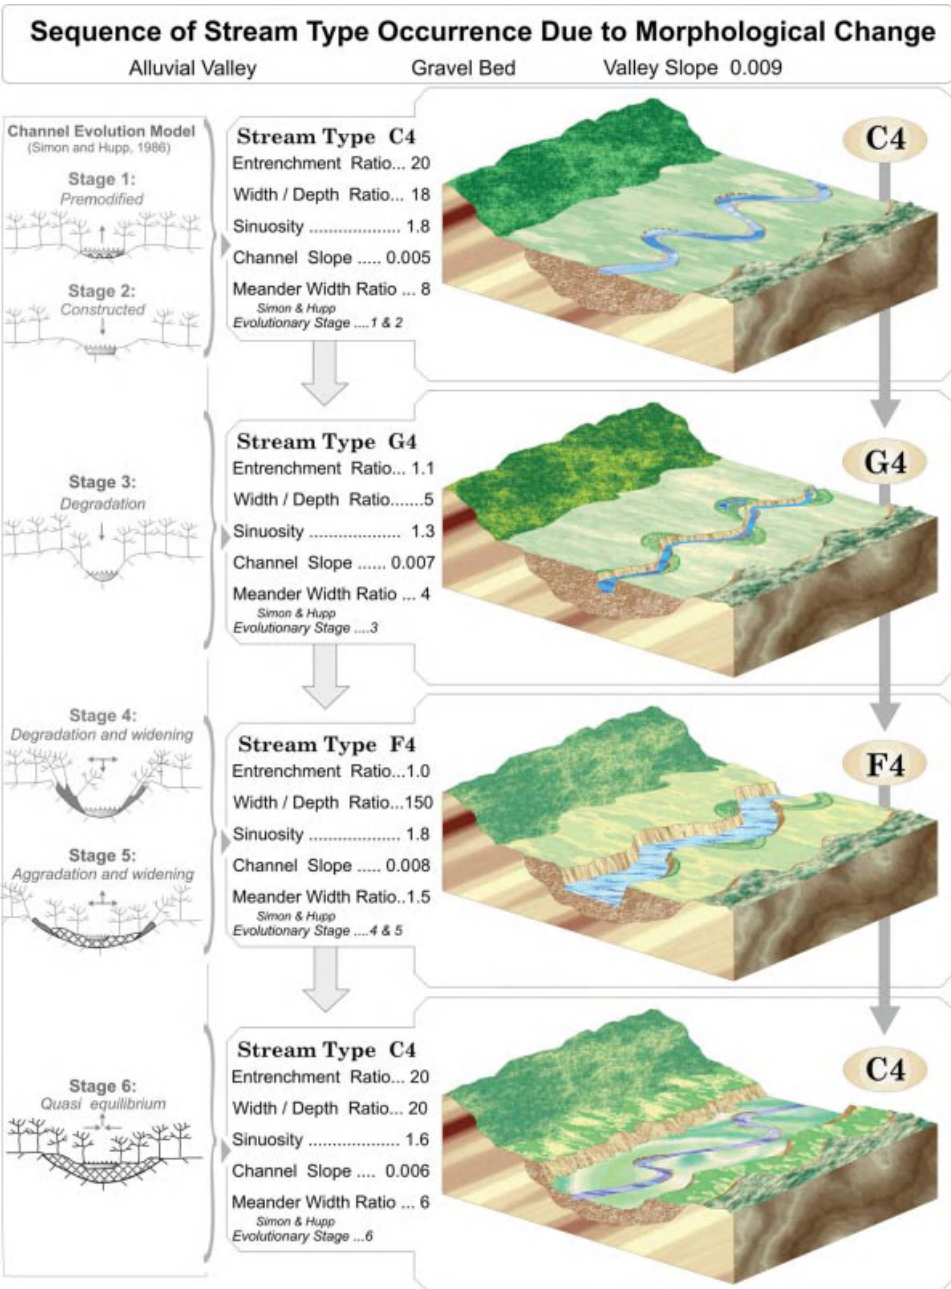 Sequence of Stream Type Occurrence Due to Morphological Change
Alluvial Valley Gravel Bed Valley Slope 0.009
Channel Evolution Model
(Simon and Hupp, 1986)
Stage 1:
Premodified
Stage 2:
Constructed
Stream Type C4
Entrenchment Ratio... 20
Width / Depth Ratio... 18
Sinuosity .................... 1.8
Channel Slope ..... 0.005
Meander Width Ratio ... 8
Simon & Hupp
Evolutionary Stage ....1 & 2
C4
Stage 3:
Degradation
Stream Type G4
Entrenchment Ratio... 1.1
Width / Depth Ratio.......5
Sinuosity .................... 1.3
Channel Slope ...... 0.007
Meander Width Ratio ... 4
Simon & Hupp
Evolutionary Stage ....3
G4
Stage 4:
Degradation and widening
Stage 5:
Aggradation and widening
Stream Type F4
Entrenchment Ratio...1.0
Width / Depth Ratio...150
Sinuosity .................... 1.8
Channel Slope ..... 0.008
Meander Width Ratio..1.5
Simon & Hupp
Evolutionary Stage ....4 & 5
F4
Stage 6:
Quasi equilibrium
Stream Type C4
Entrenchment Ratio... 20
Width / Depth Ratio... 20
Sinuosity .................... 1.6
Channel Slope .... 0.006
Meander Width Ratio ... 6
Simon & Hupp
Evolutionary Stage ...6
C4